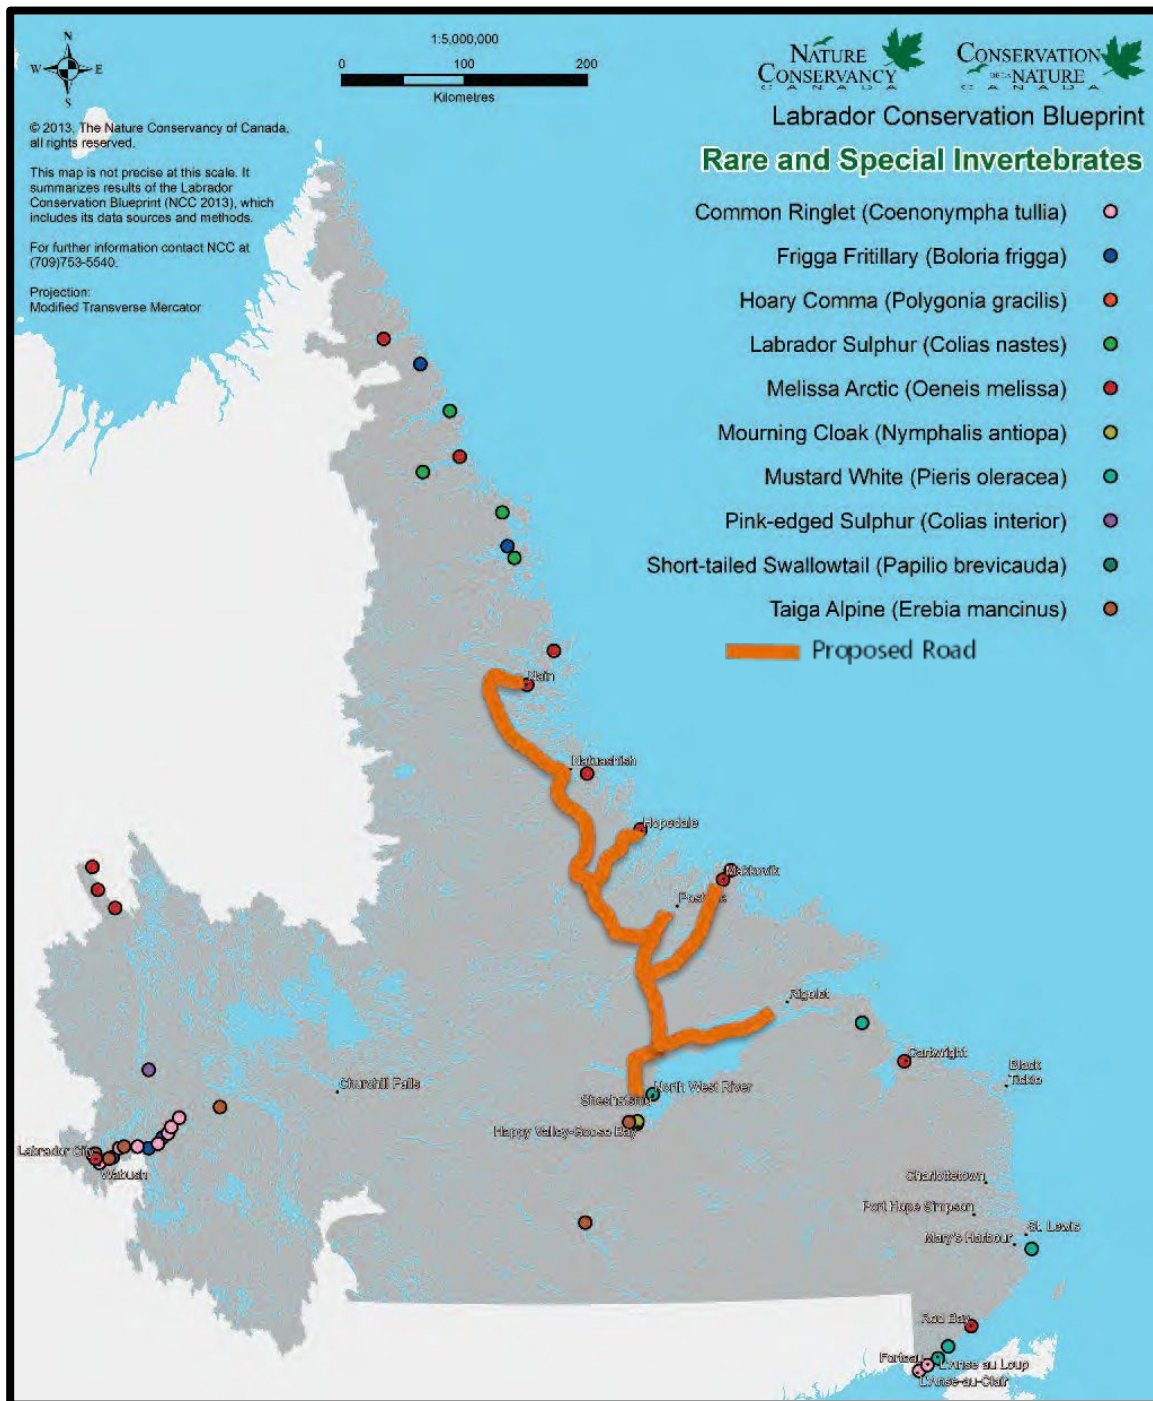 N
W E
S
1:5,000,000
0 100 200
Kilometres
NATURE
CONSERVANCY
CANADA
CONSERVATION
DE LA NATURE
CANADA
Labrador Conservation Blueprint
Rare and Special Invertebrates
© 2013, The Nature Conservancy of Canada,
all rights reserved.
This map is not precise at this scale. It
summarizes results of the Labrador
Conservation Blueprint (NCC 2013), which
includes its data sources and methods.
For further information contact NCC at
(709)753-5540.
Projection:
Modified Transverse Mercator
Common Ringlet (Coenonympha tullia)
Frigga Fritillary (Boloria frigga)
Hoary Comma (Polygonia gracilis)
Labrador Sulphur (Colias nastes)
Melissa Arctic (Oeneis melissa)
Mourning Cloak (Nymphalis antiopa)
Mustard White (Pieris oleracea)
Pink-edged Sulphur (Colias interior)
Short-tailed Swallowtail (Papilio brevicauda)
Taiga Alpine (Erebia mancinus)
Proposed Road
Nain
Natuashish
Hopedale
Makkovik
Rigolet
Cartwright
Black
Tickle
Churchill Falls
North West River
Sheshatshiu
Happy Valley-Goose Bay
Labrador City
Wabush
Charlottetown
Port Hope Simpson
St. Lewis
Mary's Harbour
Red Bay
Forteau
L'Anse au Loup
L'Anse-au-Clair